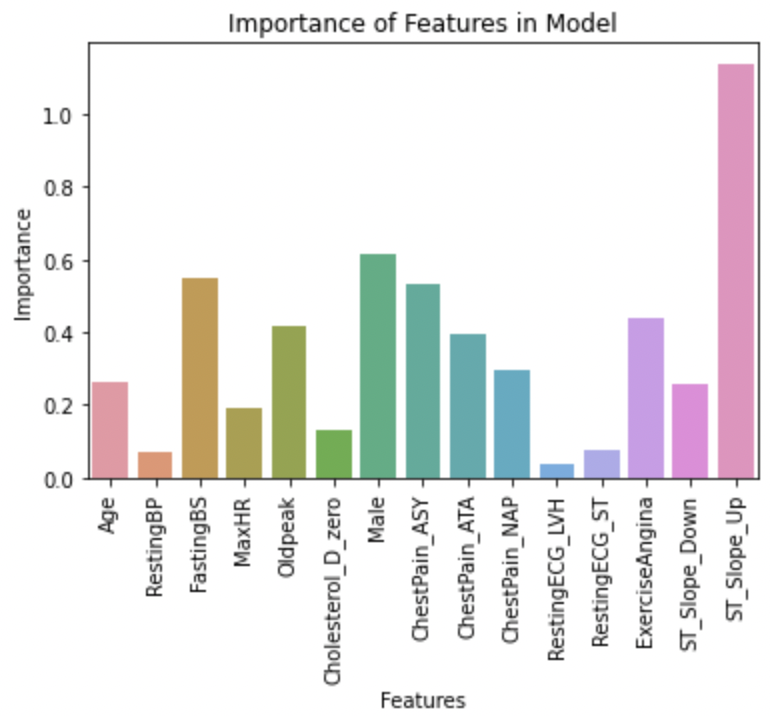 Importance of Features in Model
Importance
1.0
0.8
0.6
0.4
0.2
0.0
Age
RestingBP
FastingBS
MaxHR
Oldpeak
Cholesterol_D_zero
Male
ChestPain_ASY
ChestPain_ATA
ChestPain_NAP
RestingECG_LVH
RestingECG_ST
ExerciseAngina
ST_Slope_Down
ST_Slope_Up
Features